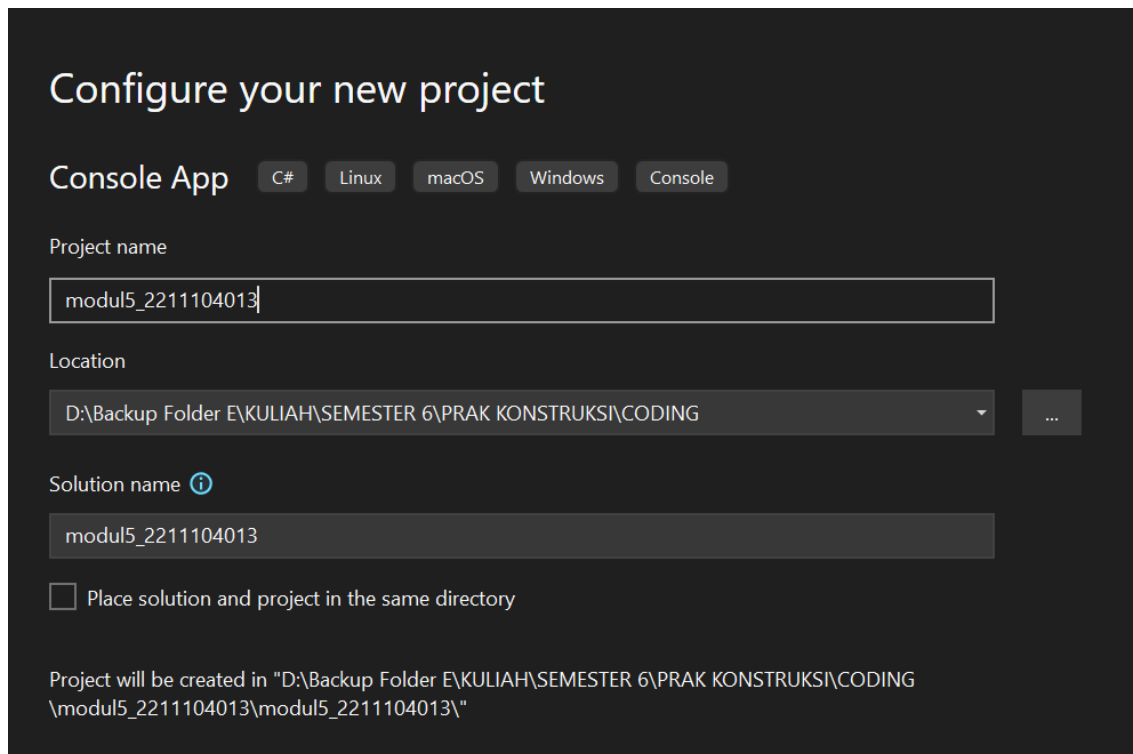 Configure your new project
Console App C# Linux macOS Windows Console
Project name
modul5_2211104013
Location
D:\Backup Folder E\KULIAH\SEMESTER 6\PRAK KONSTRUKSI\CODING ...
Solution name
modul5_2211104013
Place solution and project in the same directory
Project will be created in "D:\Backup Folder E\KULIAH\SEMESTER 6\PRAK KONSTRUKSI\CODING
\modul5_2211104013\modul5_2211104013\"